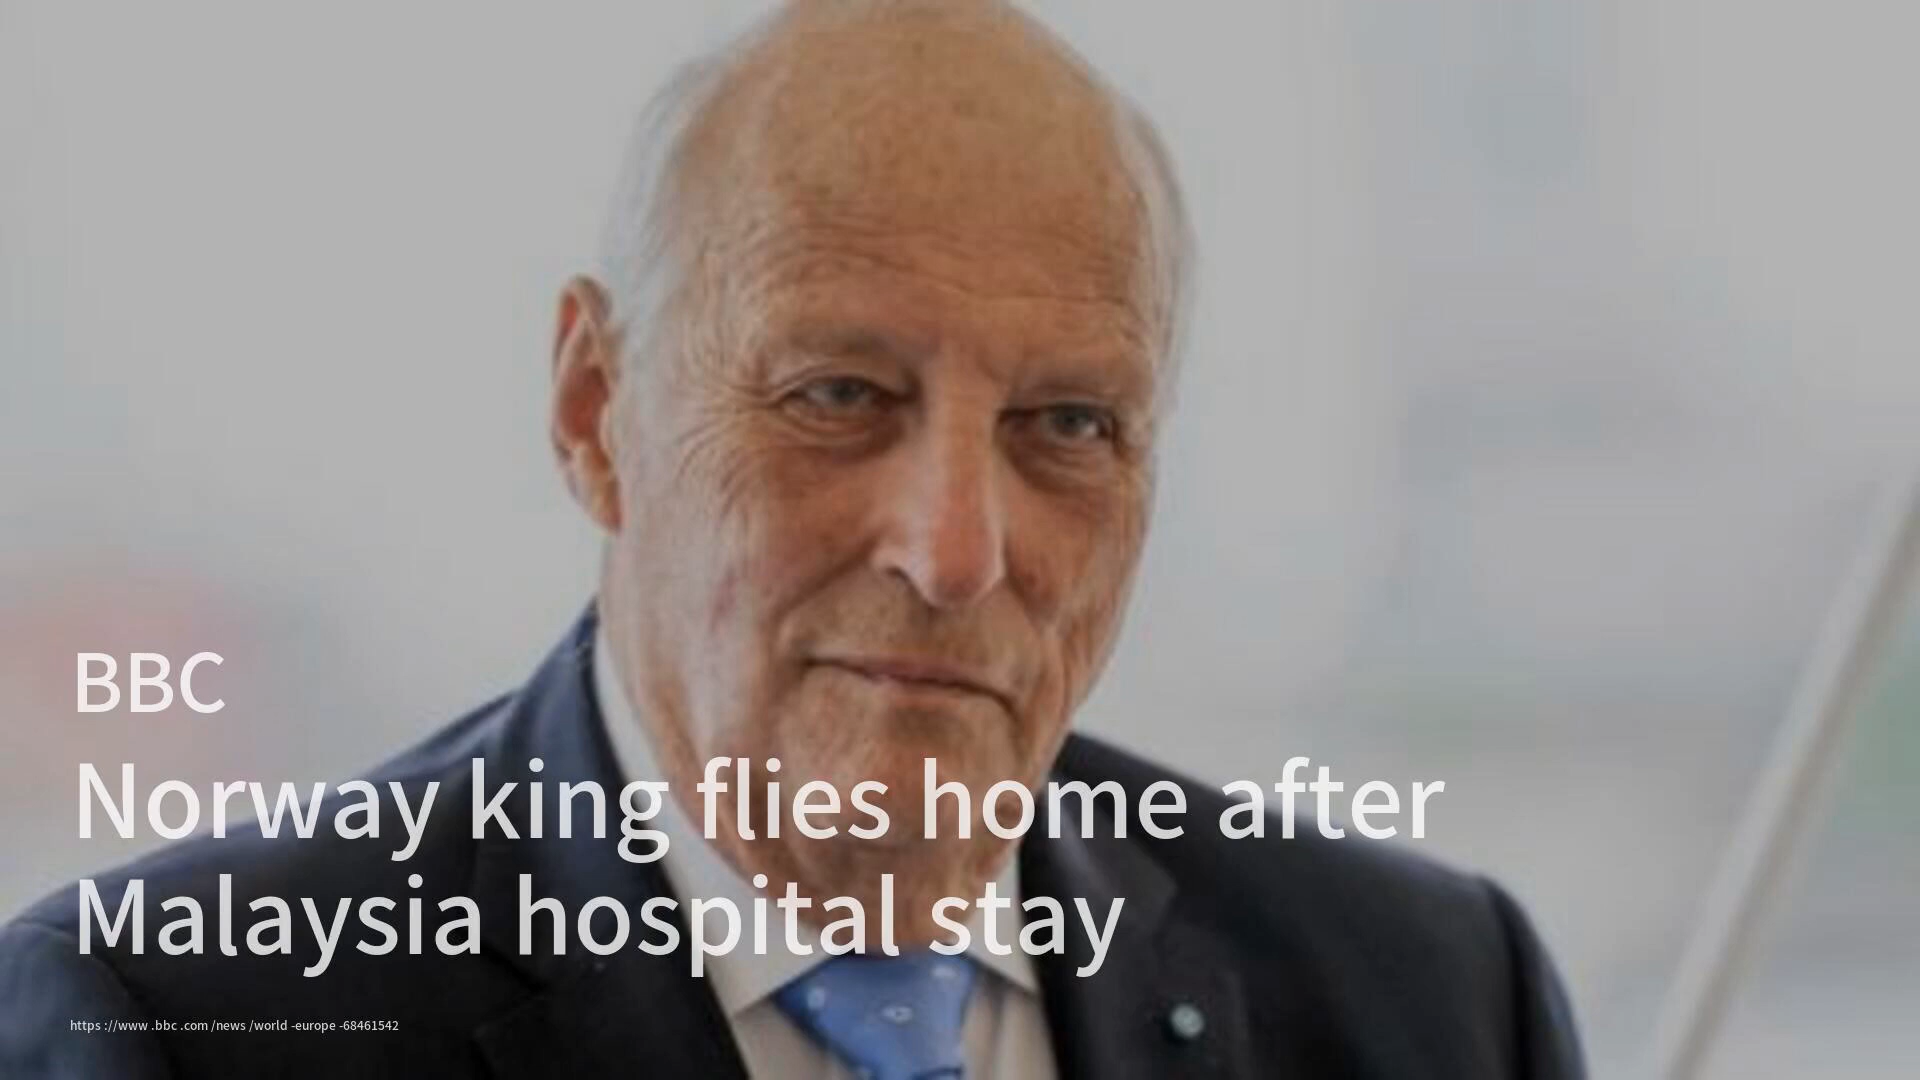 BBC
Norway king flies home after
Malaysia hospital stay
https ://www .bbc .com /news /world -europe -68461542